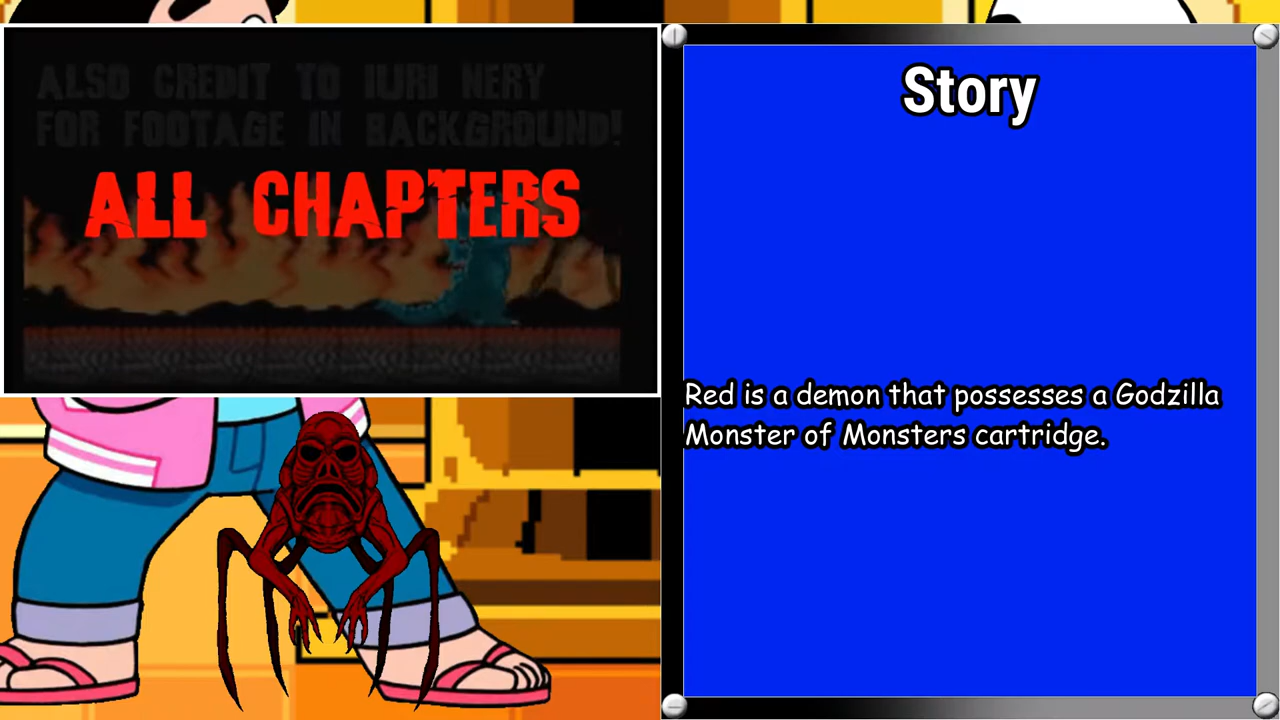 ALSO CREDIT TO IURI NERY
FOR FOOTAGE IN BACKGROUND!
ALL CHAPTERS
Story
Red is a demon that possesses a Godzilla
Monster of Monsters cartridge.